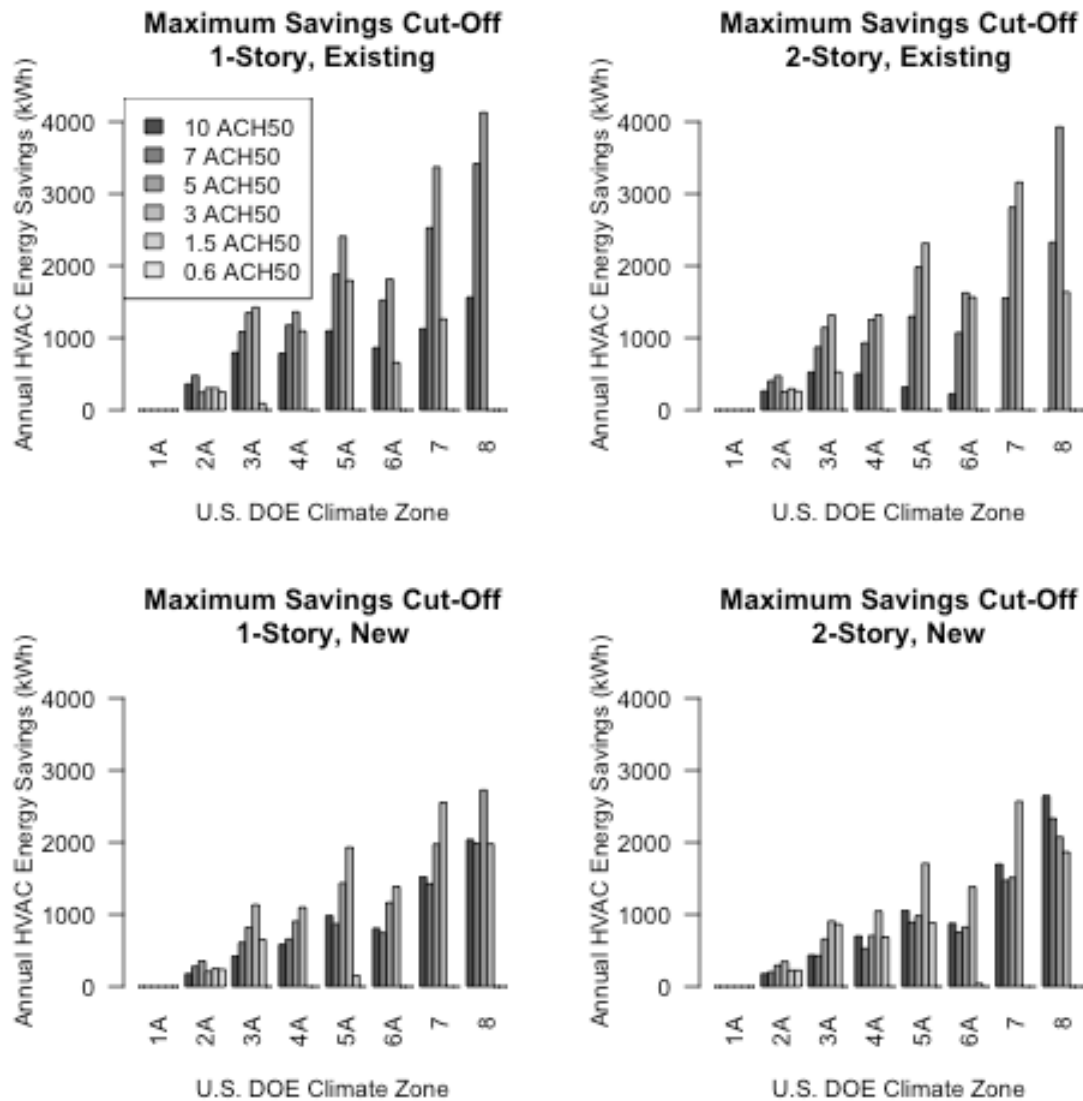 Maximum Savings Cut-Off
1-Story, Existing
Annual HVAC Energy Savings (kWh)
4000
3000
2000
1000
0
10 ACH50
7 ACH50
5 ACH50
3 ACH50
1.5 ACH50
0.6 ACH50
1A
2A
3A
4A
5A
6A
7
8
U.S. DOE Climate Zone
Maximum Savings Cut-Off
2-Story, Existing
Annual HVAC Energy Savings (kWh)
4000
3000
2000
1000
0
1A
2A
3A
4A
5A
6A
7
8
U.S. DOE Climate Zone
Maximum Savings Cut-Off
1-Story, New
Annual HVAC Energy Savings (kWh)
4000
3000
2000
1000
0
1A
2A
3A
4A
5A
6A
7
8
U.S. DOE Climate Zone
Maximum Savings Cut-Off
2-Story, New
Annual HVAC Energy Savings (kWh)
4000
3000
2000
1000
0
1A
2A
3A
4A
5A
6A
7
8
U.S. DOE Climate Zone